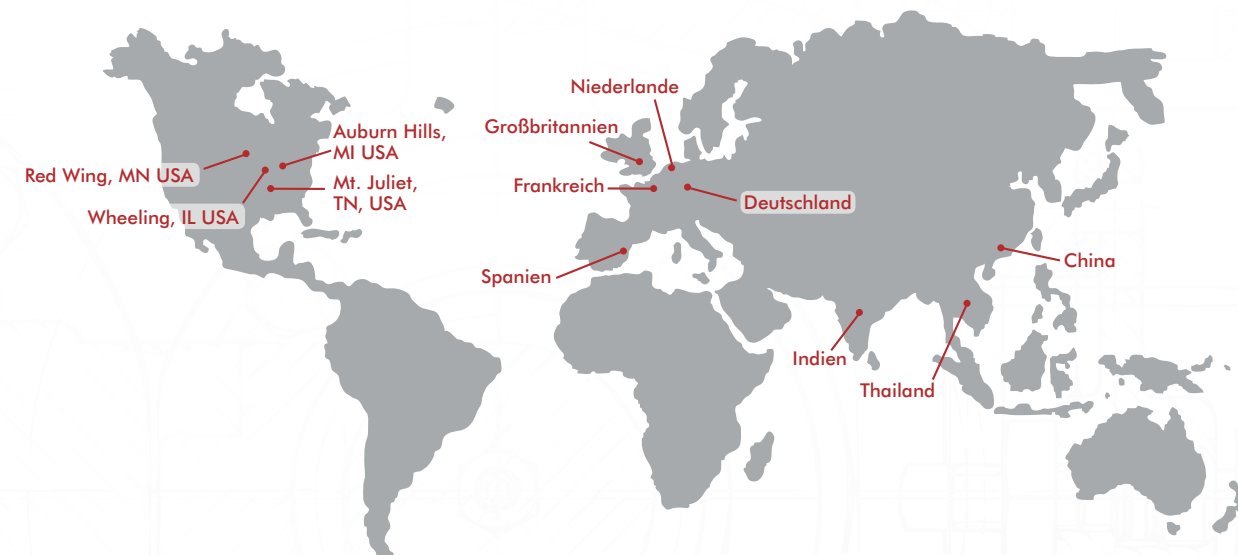 Niederlande
Großbritannien
Auburn Hills,
MI USA
Red Wing, MN USA
Frankreich
Mt. Juliet,
TN, USA
Deutschland
Wheeling, IL USA
China
Spanien
Indien
Thailand